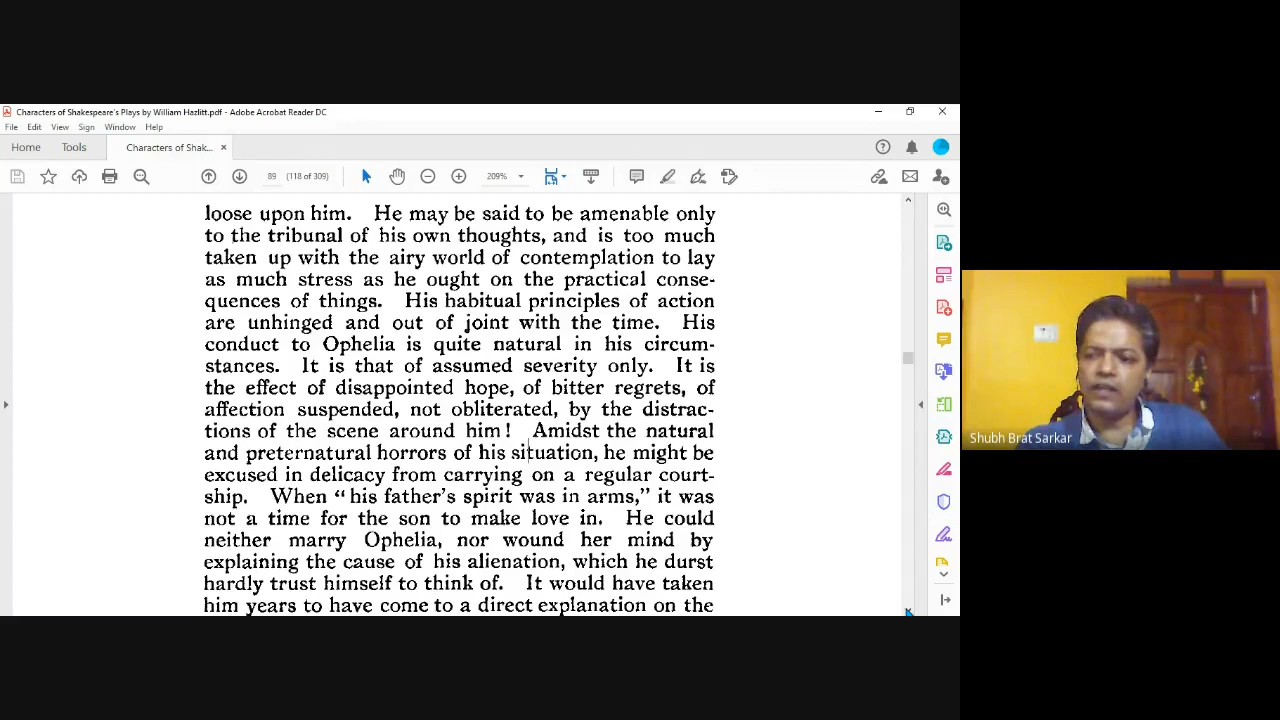 Characters of Shakespeare's Plays by William Hazlitt.pdf - Adobe Acrobat Reader DC
File Edit View Sign Window Help
Home Tools Characters of Shak... ×
89 (118 of 309) 209%
loose upon him. He may be said to be amenable only
to the tribunal of his own thoughts, and is too much
taken up with the airy world of contemplation to lay
as much stress as he ought on the practical conse-
quences of things. His habitual principles of action
are unhinged and out of joint with the time. His
conduct to Ophelia is quite natural in his circum-
stances. It is that of assumed severity only. It is
the effect of disappointed hope, of bitter regrets, of
affection suspended, not obliterated, by the distrac-
tions of the scene around him! Amidst the natural
and preternatural horrors of his situation, he might be
excused in delicacy from carrying on a regular court-
ship. When “his father's spirit was in arms,” it was
not a time for the son to make love in. He could
neither marry Ophelia, nor wound her mind by
explaining the cause of his alienation, which he durst
hardly trust himself to think of. It would have taken
him years to have come to a direct explanation on the
Shubh Brat Sarkar